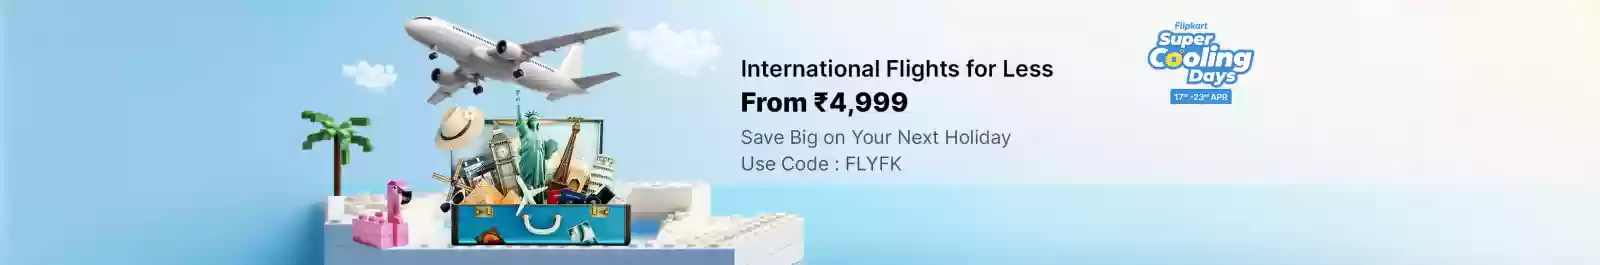 International Flights for Less
From ₹4,999
Save Big on Your Next Holiday
Use Code : FLYFK
Flipkart
Super
Cooling
Days
17th -23rd APR